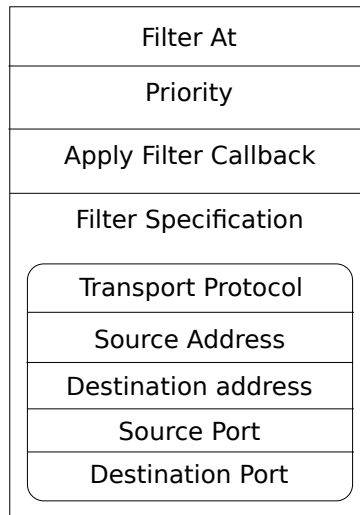 Filter At
Priority
Apply Filter Callback
Filter Specification
Transport Protocol
Source Address
Destination address
Source Port
Destination Port